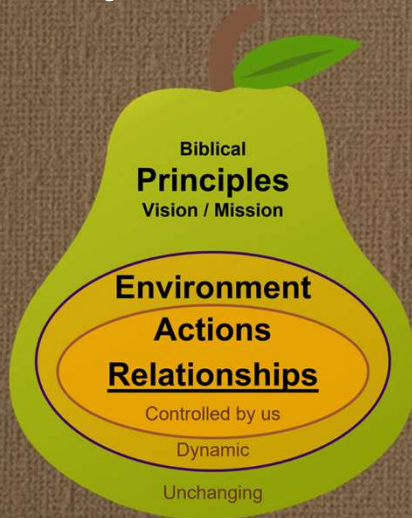 Biblical
Principles
Vision / Mission
Environment
Actions
Relationships
Controlled by us
Dynamic
Unchanging